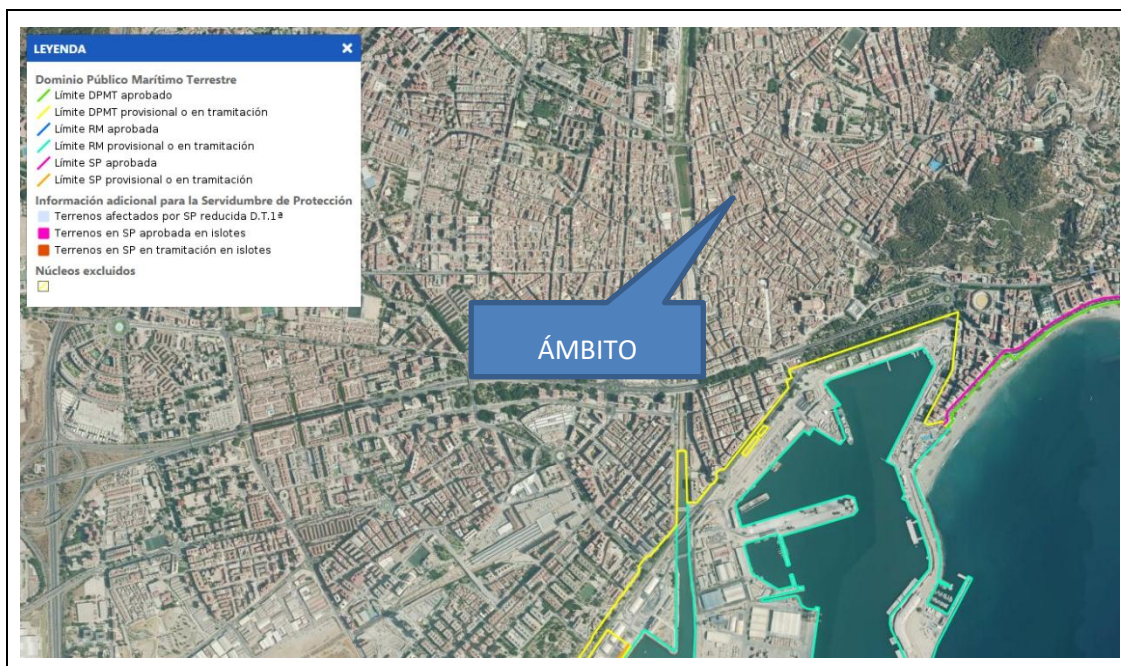 LEYENDA
Dominio Público Marítimo Terrestre
Límite DPMT aprobado
Límite DPMT provisional o en tramitación
Límite RM aprobada
Límite RM provisional o en tramitación
Límite SP aprobada
Límite SP provisional o en tramitación
Información adicional para la Servidumbre de Protección
Terrenos afectados por SP reducida D.T.1ª
Terrenos en SP aprobada en islotes
Terrenos en SP en tramitación en islotes
Núcleos excluidos
ÁMBITO